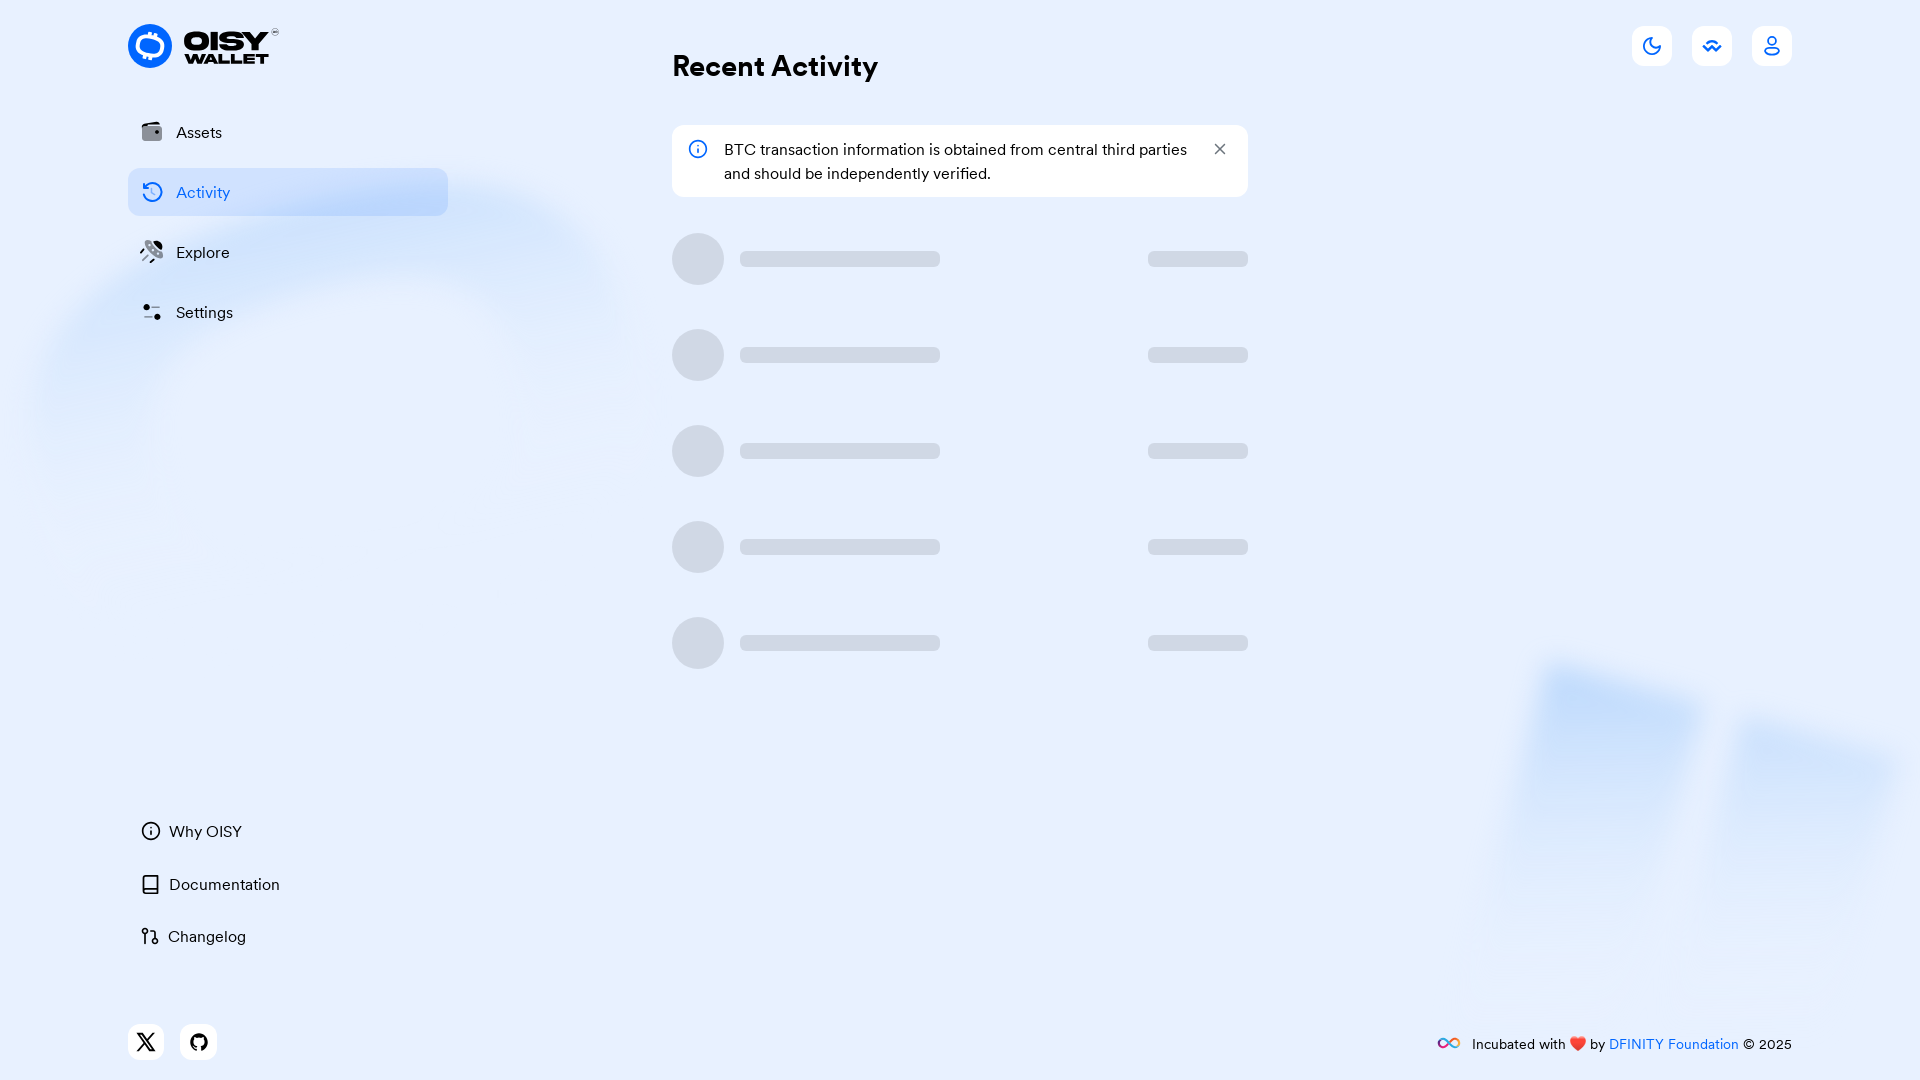 OISY
WALLET
Recent Activity
Assets
BTC transaction information is obtained from central third parties
and should be independently verified.
Activity
Explore
Settings
Why OISY
Documentation
Changelog
Incubated with ❤️ by DFINITY Foundation © 2025